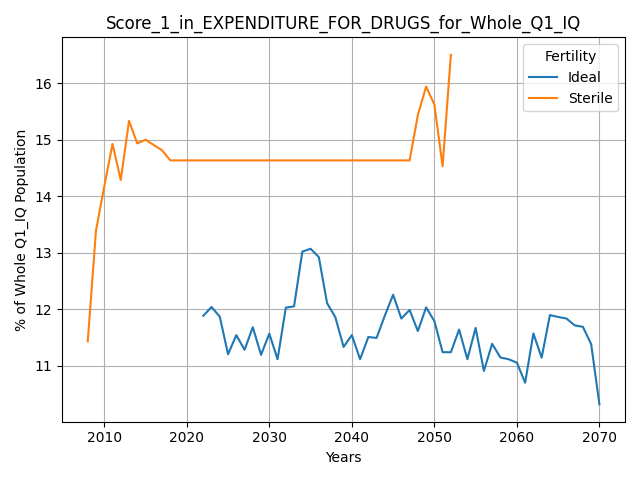 Score_1_in_EXPENDITURE_FOR_DRUGS_for_Whole_Q1_IQ
Fertility
Ideal
Sterile
% of Whole Q1_IQ Population
16
15
14
13
12
11
2010 2020 2030 2040 2050 2060 2070
Years